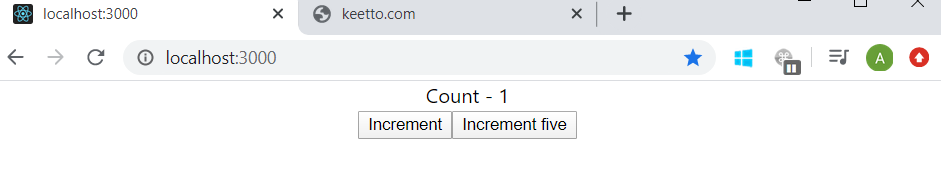 localhost:3000
keetto.com
localhost:3000
A
Count - 1
Increment
Increment five